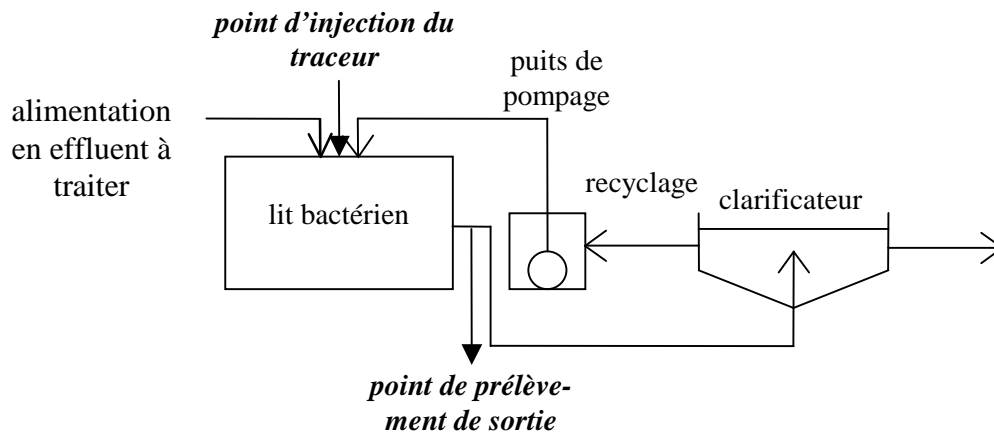 point d'injection du
traceur
puits de
pompage
alimentation
en effluent à
traiter
recyclage
clarificateur
lit bactérien
point de prélève-
ment de sortie